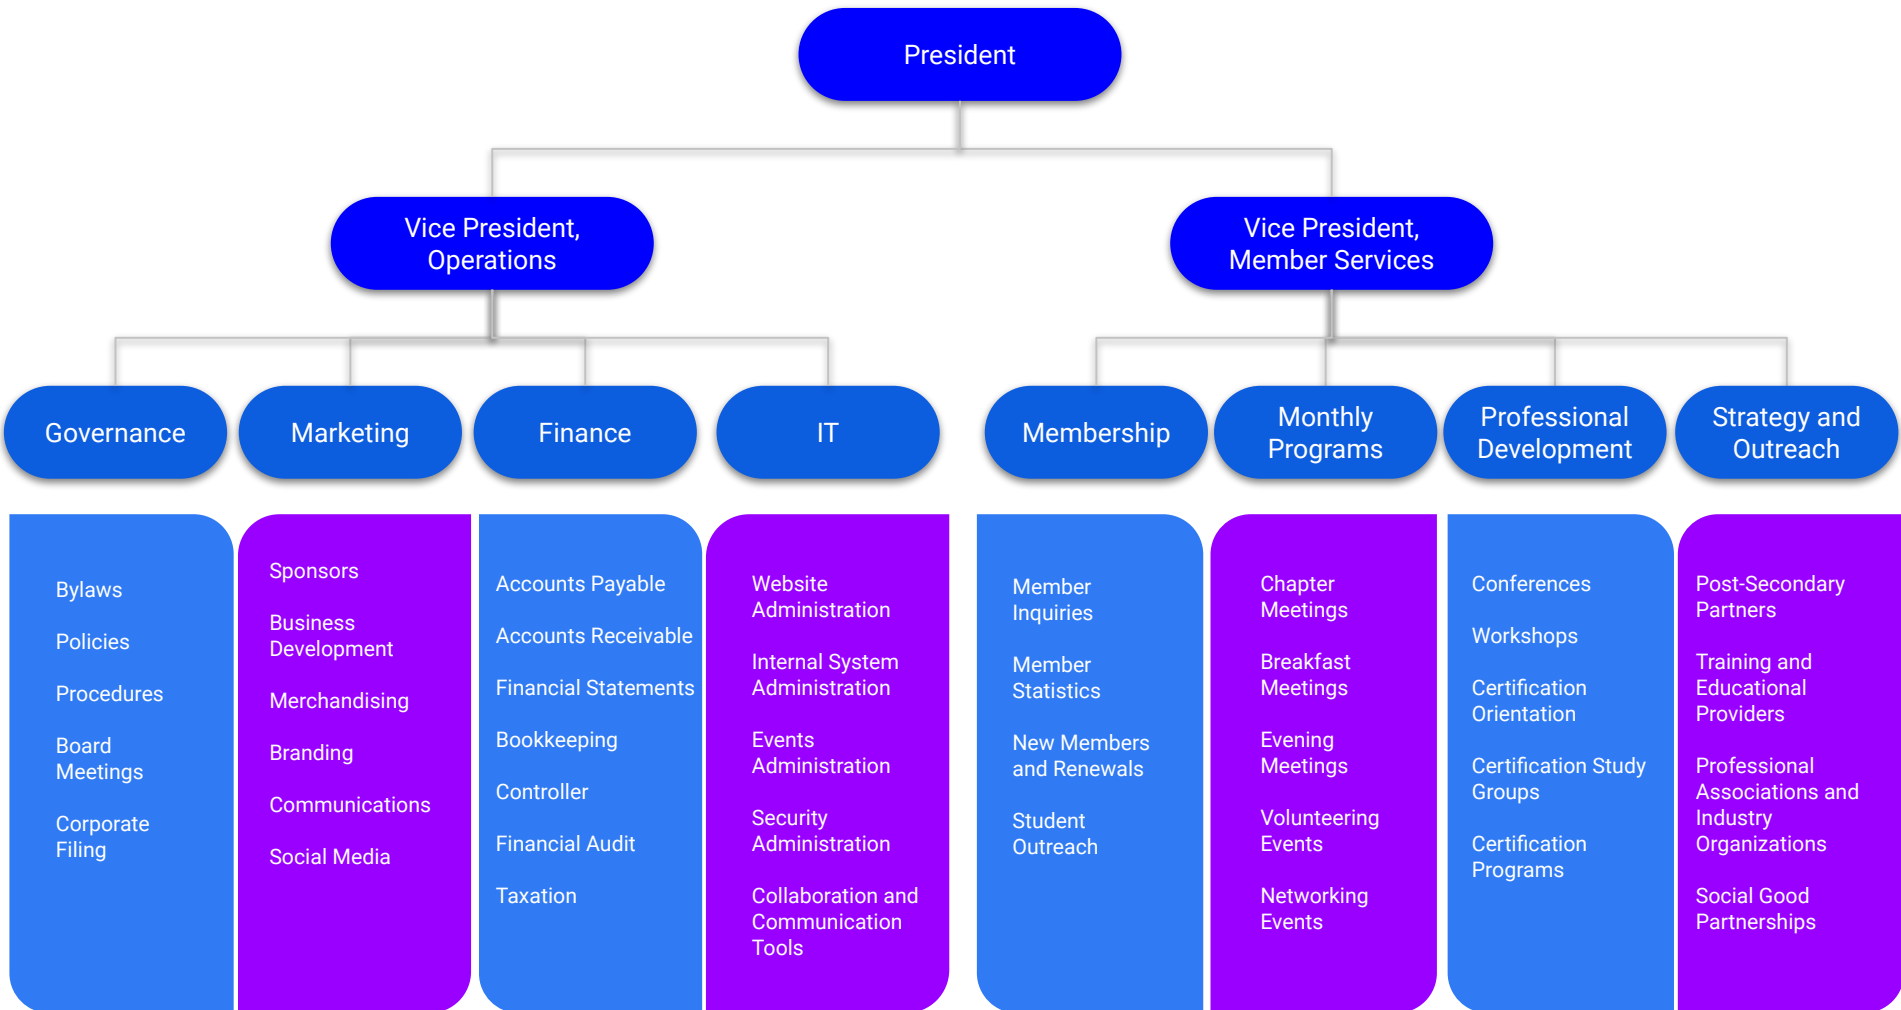 President
Vice President,
Operations
Vice President,
Member Services
Governance
Marketing
Finance
IT
Membership
Monthly
Programs
Professional
Development
Strategy and
Outreach
Bylaws
Policies
Procedures
Board
Meetings
Corporate
Filing
Sponsors
Business
Development
Merchandising
Branding
Communications
Social Media
Accounts Payable
Accounts Receivable
Financial Statements
Bookkeeping
Controller
Financial Audit
Taxation
Website
Administration
Internal System
Administration
Events
Administration
Security
Administration
Collaboration and
Communication
Tools
Member
Inquiries
Member
Statistics
New Members
and Renewals
Student
Outreach
Chapter
Meetings
Breakfast
Meetings
Evening
Meetings
Volunteering
Events
Networking
Events
Conferences
Workshops
Certification
Orientation
Certification Study
Groups
Certification
Programs
Post-Secondary
Partners
Training and
Educational
Providers
Professional
Associations and
Industry
Organizations
Social Good
Partnerships